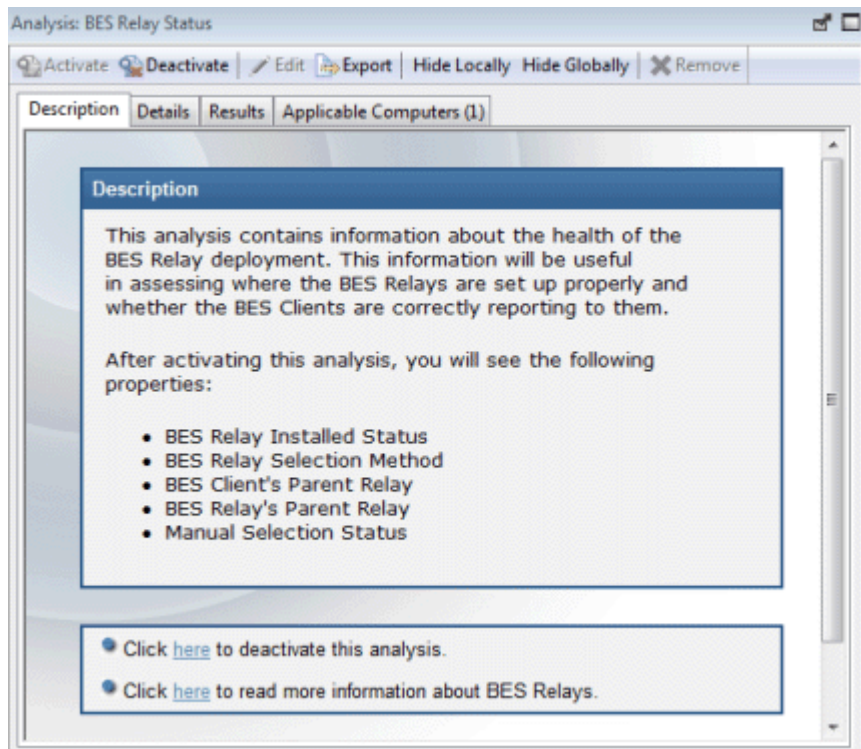 Analysis: BES Relay Status
Activate Deactivate Edit Export Hide Locally Hide Globally Remove
Description Details Results Applicable Computers (1)
Description
This analysis contains information about the health of the
BES Relay deployment. This information will be useful
in assessing where the BES Relays are set up properly and
whether the BES Clients are correctly reporting to them.
After activating this analysis, you will see the following
properties:
• BES Relay Installed Status
• BES Relay Selection Method
• BES Client's Parent Relay
• BES Relay's Parent Relay
• Manual Selection Status
Click here to deactivate this analysis.
Click here to read more information about BES Relays.